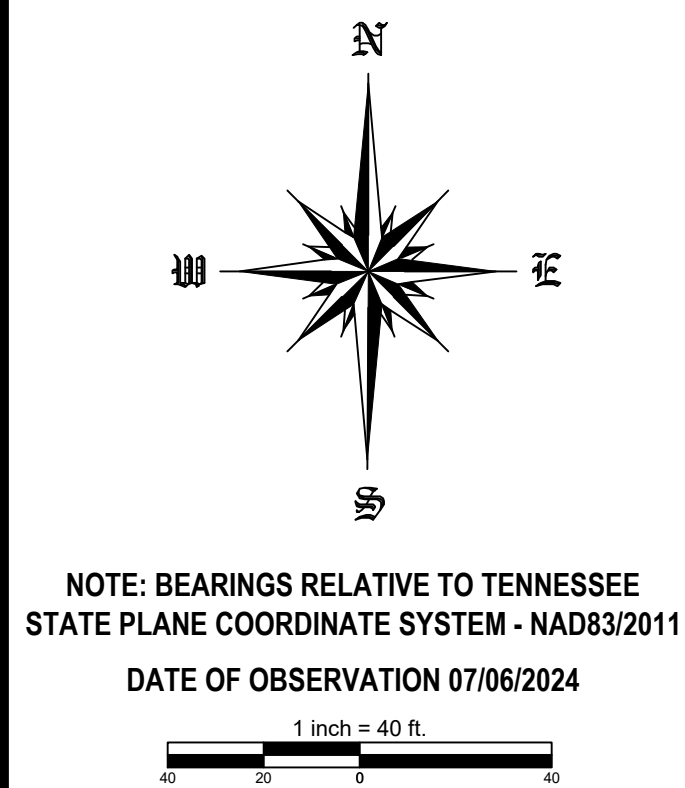 N
W E
S
NOTE: BEARINGS RELATIVE TO TENNESSEE
STATE PLANE COORDINATE SYSTEM - NAD83/2011
DATE OF OBSERVATION 07/06/2024
1 inch = 40 ft.
40 20 0 40